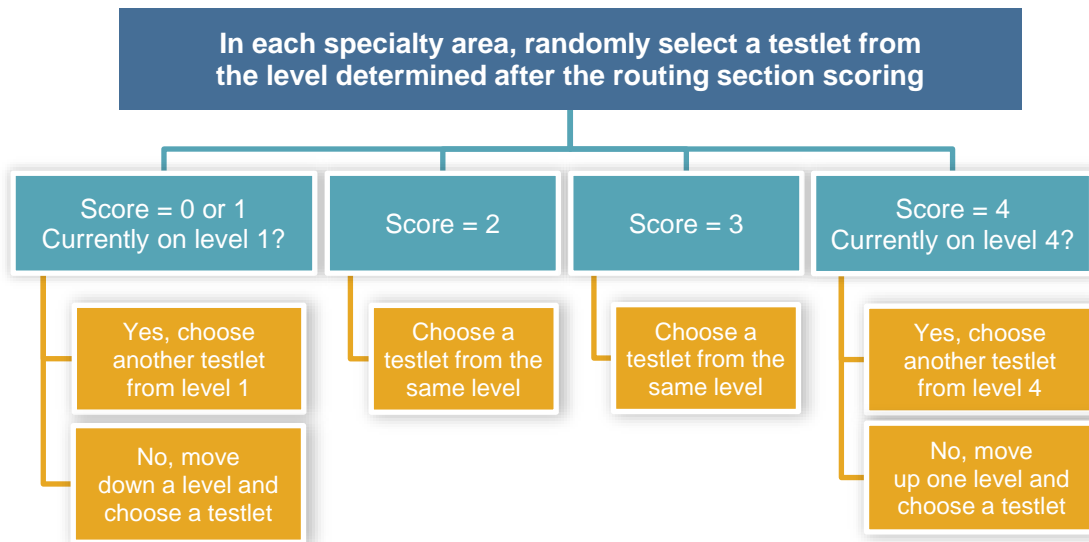 In each specialty area, randomly select a testlet from
the level determined after the routing section scoring
Score = 0 or 1
Currently on level 1?
Yes, choose
another testlet
from level 1
No, move
down a level and
choose a testlet
Score = 2
Choose a
testlet from the
same level
Score = 3
Choose a
testlet from the
same level
Score = 4
Currently on level 4?
Yes, choose
another testlet
from level 4
No, move
up one level and
choose a testlet